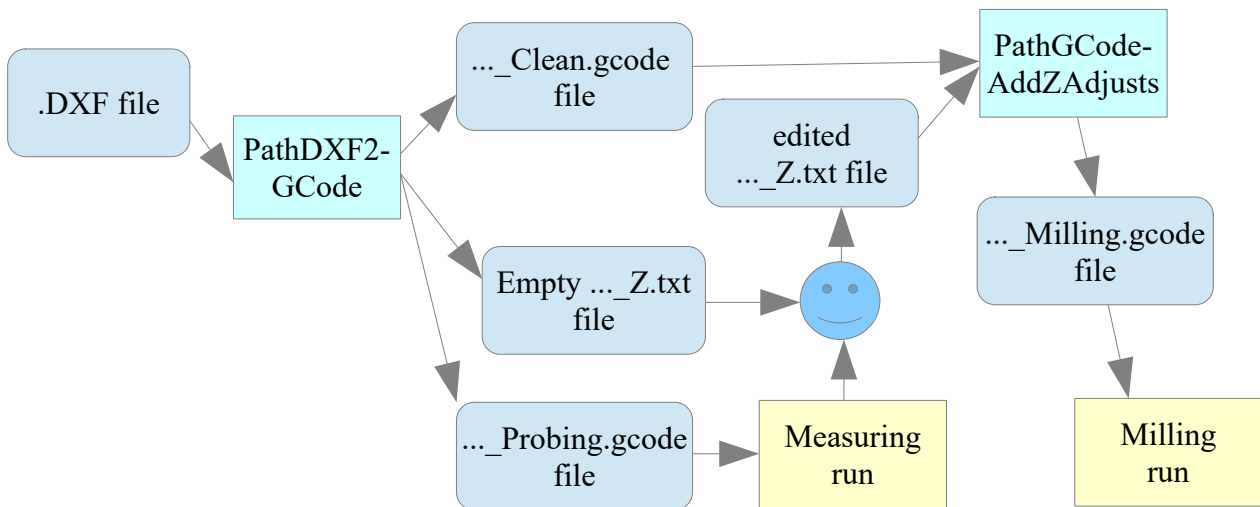 .DXF file
PathDXF2-
GCode
..._Clean.gcode
file
Empty ..._Z.txt
file
..._Probing.gcode
file
Measuring
run
edited
..._Z.txt file
PathGCode-
AddZAdjusts
..._Milling.gcode
file
Milling
run